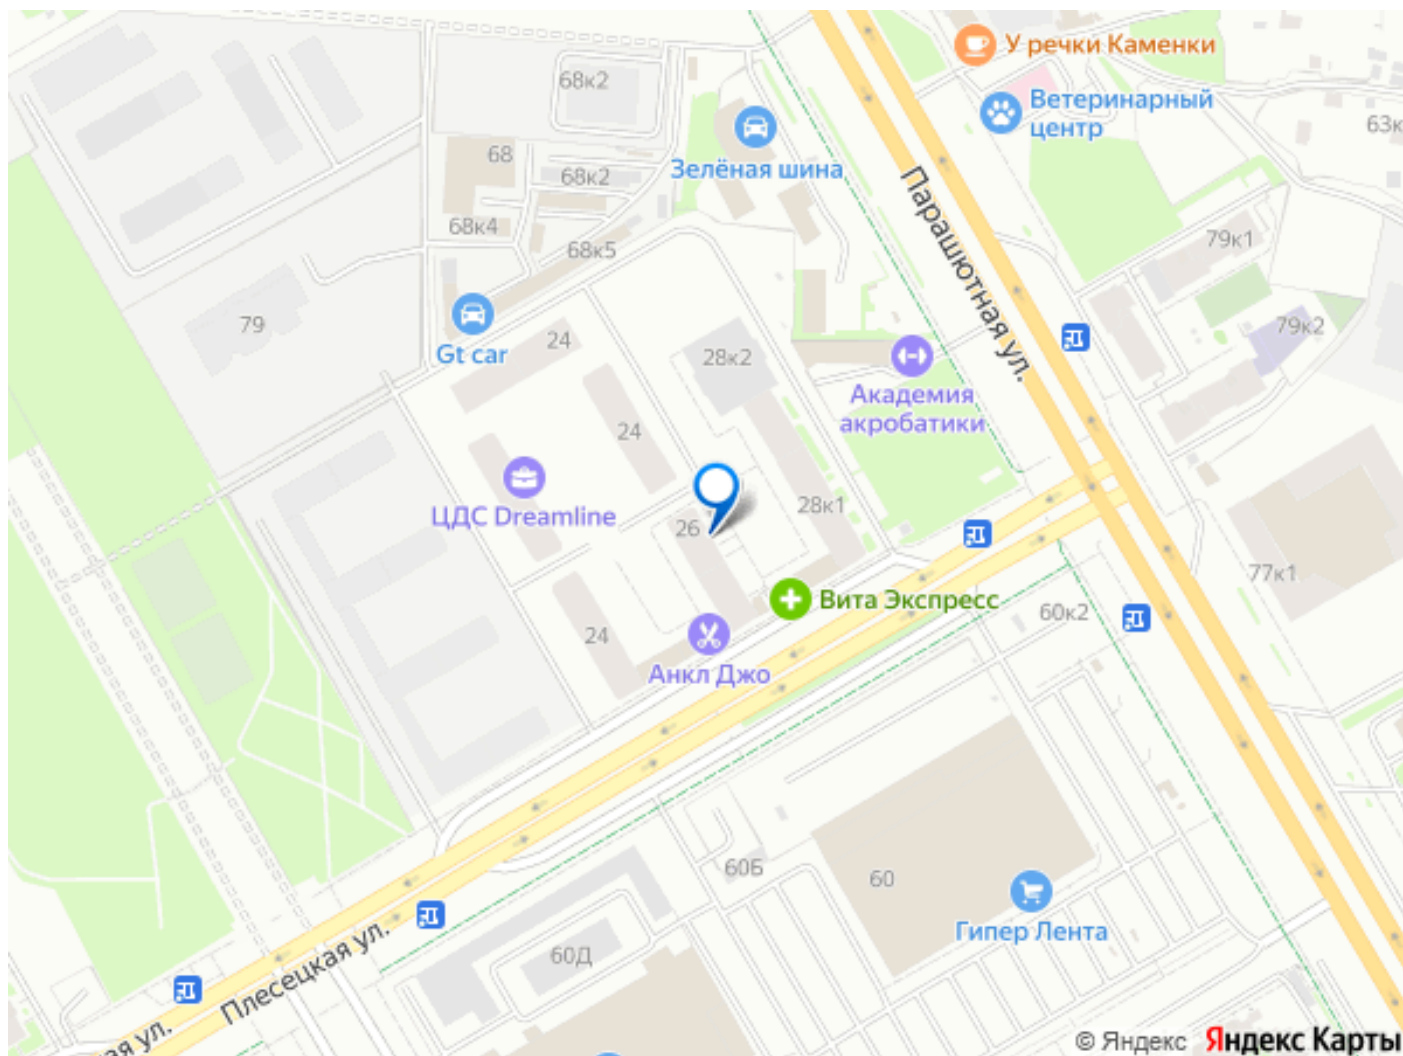 У речки Каменки
68к2
Ветеринарный
центр
63к
68
Зелёная шина
68к2
Парашютная ул.
68к4
79к1
68к5
79
79к2
24
Gt car
28к2
Академия
акробатики
24
ЦДС Dreamline
28к1
26
77к1
Вита Экспресс
60к2
24
Анкл Джо
60Б
60
Гипер Лента
Плесецкая ул.
60Д
ая ул.
© Яндекс Яндекс Карты